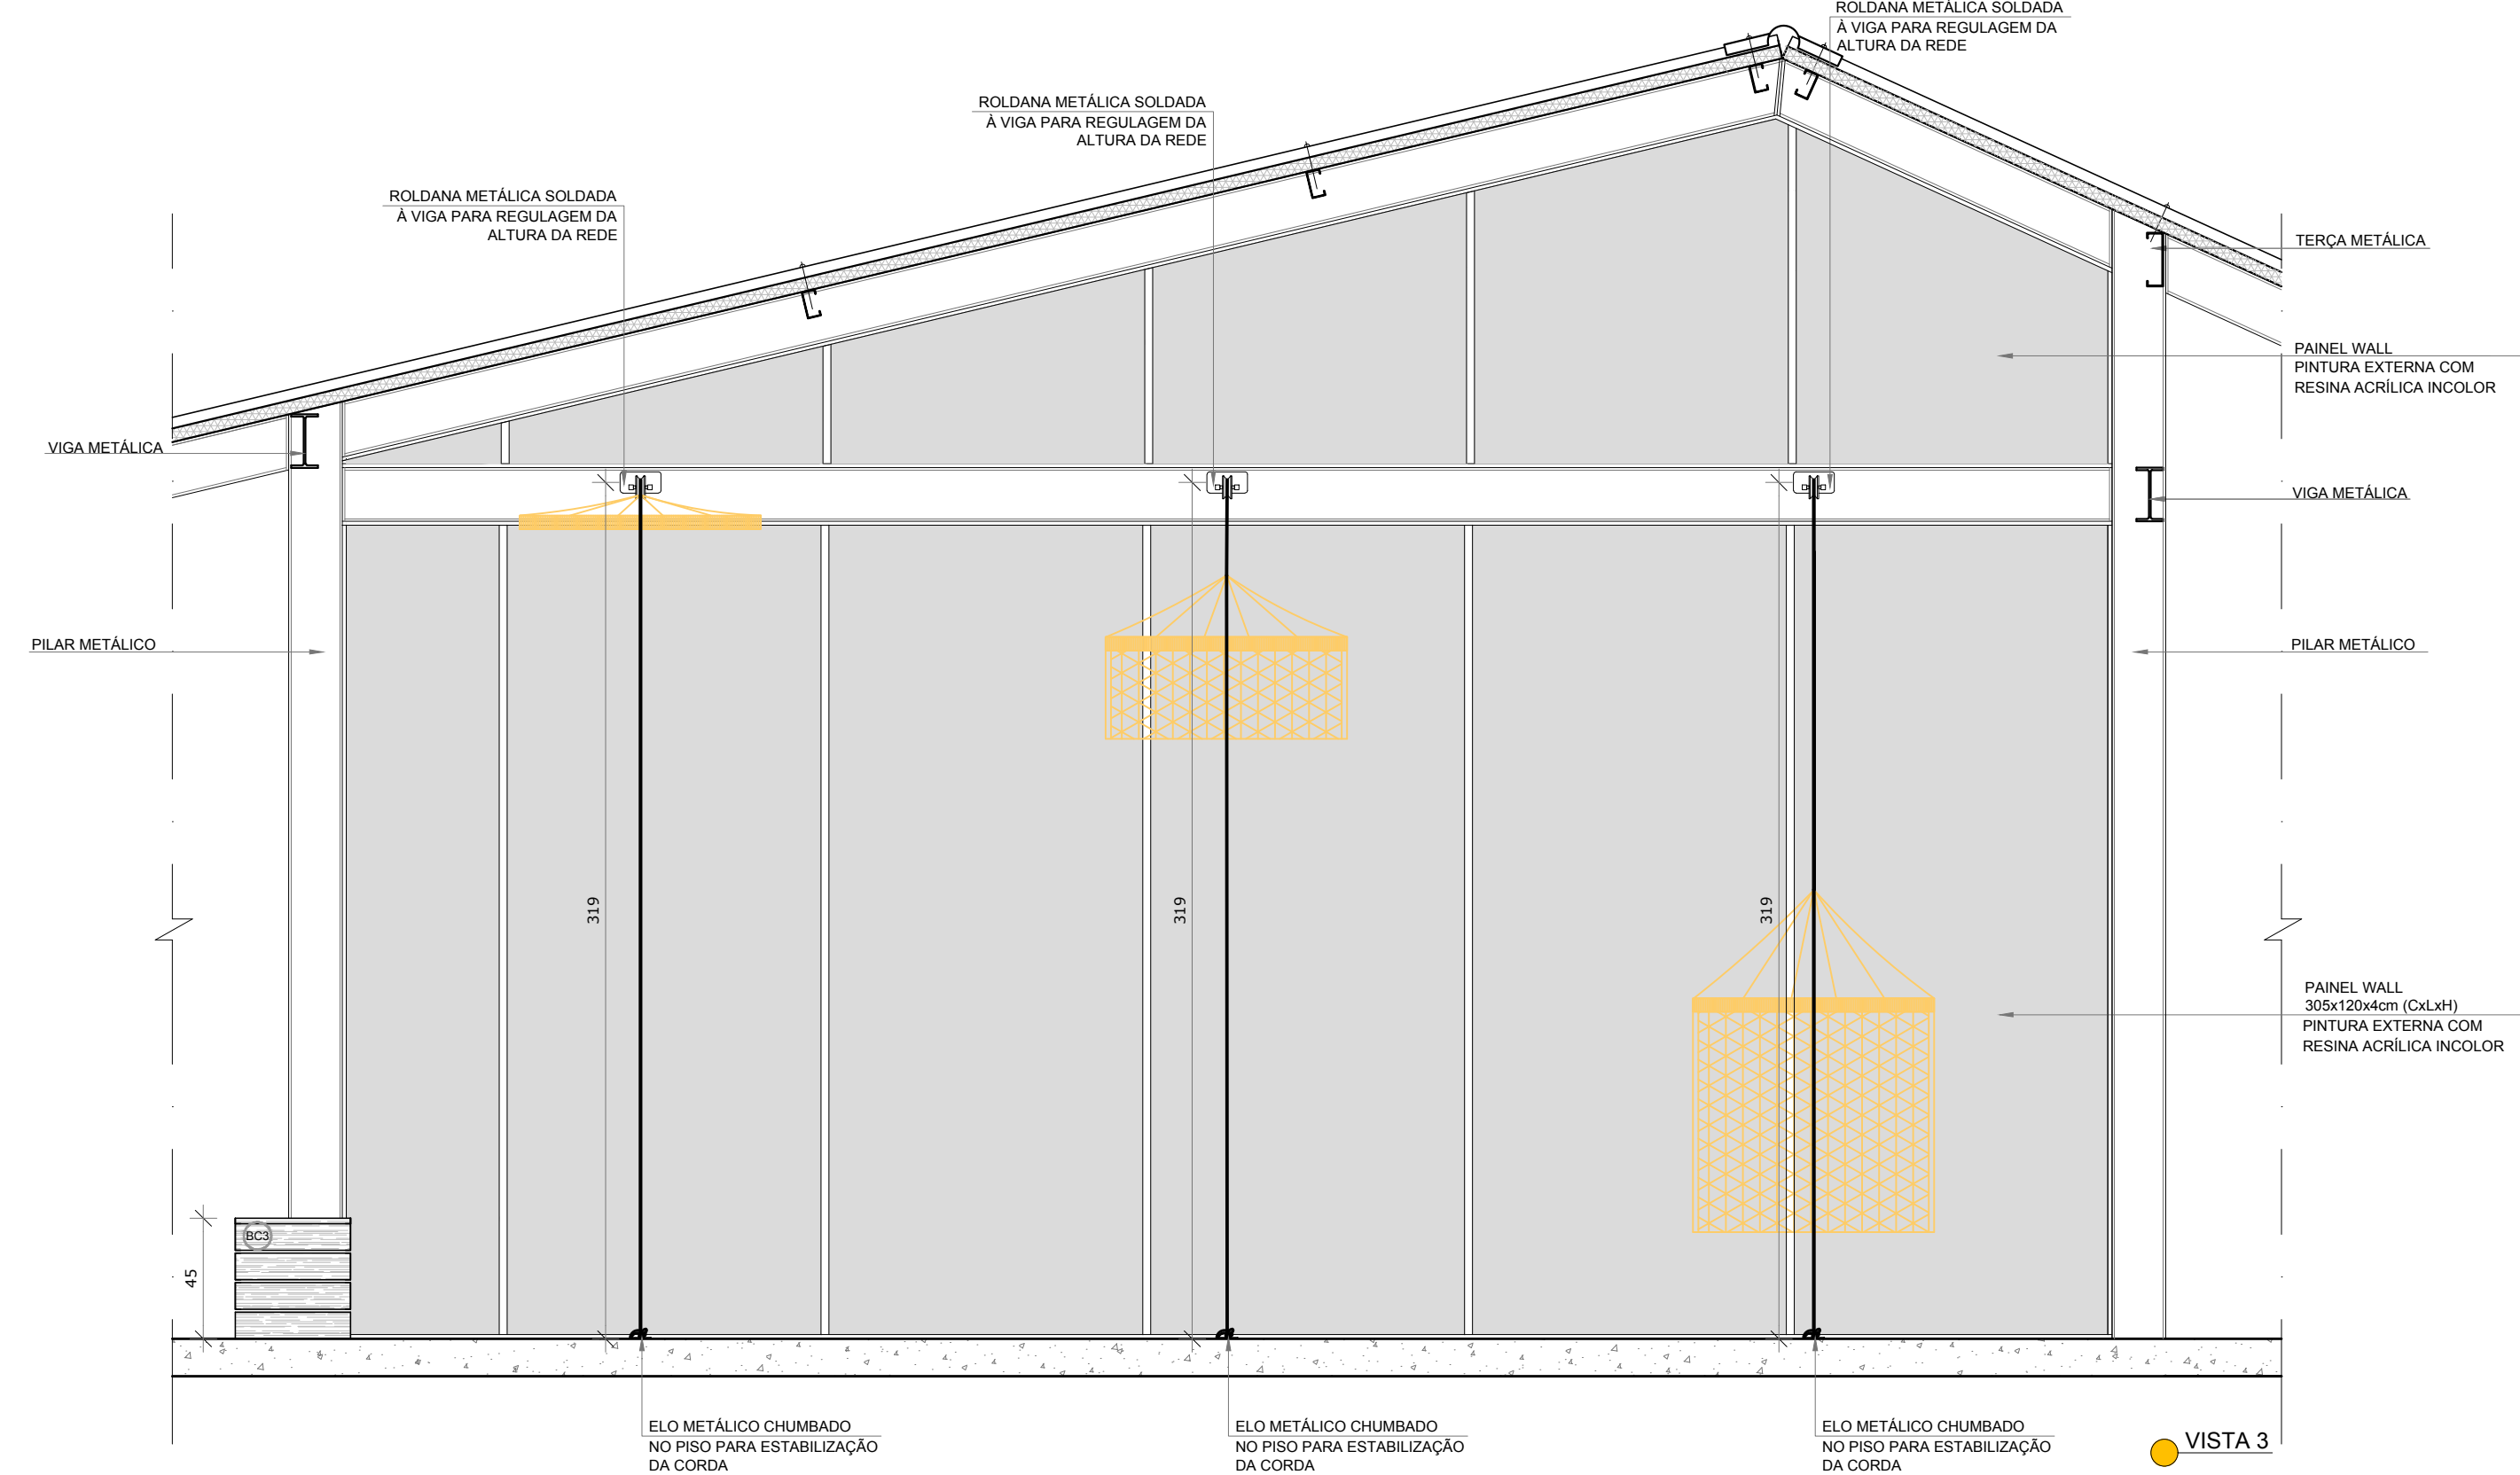 ROLDANA METÁLICA SOLDADA
À VIGA PARA REGULAGEM DA
ALTURA DA REDE
ROLDANA METÁLICA SOLDADA
À VIGA PARA REGULAGEM DA
ALTURA DA REDE
ROLDANA METÁLICA SOLDADA
À VIGA PARA REGULAGEM DA
ALTURA DA REDE
TERÇA METÁLICA
PAINEL WALL
PINTURA EXTERNA COM
RESINA ACRÍLICA INCOLOR
VIGA METÁLICA
VIGA METÁLICA
PILAR METÁLICO
PILAR METÁLICO
319
319
319
PAINEL WALL
305x120x4cm (CxLxH)
PINTURA EXTERNA COM
RESINA ACRÍLICA INCOLOR
BC3
45
ELO METÁLICO CHUMBADO
NO PISO PARA ESTABILIZAÇÃO
DA CORDA
ELO METÁLICO CHUMBADO
NO PISO PARA ESTABILIZAÇÃO
DA CORDA
ELO METÁLICO CHUMBADO
NO PISO PARA ESTABILIZAÇÃO
DA CORDA
VISTA 3